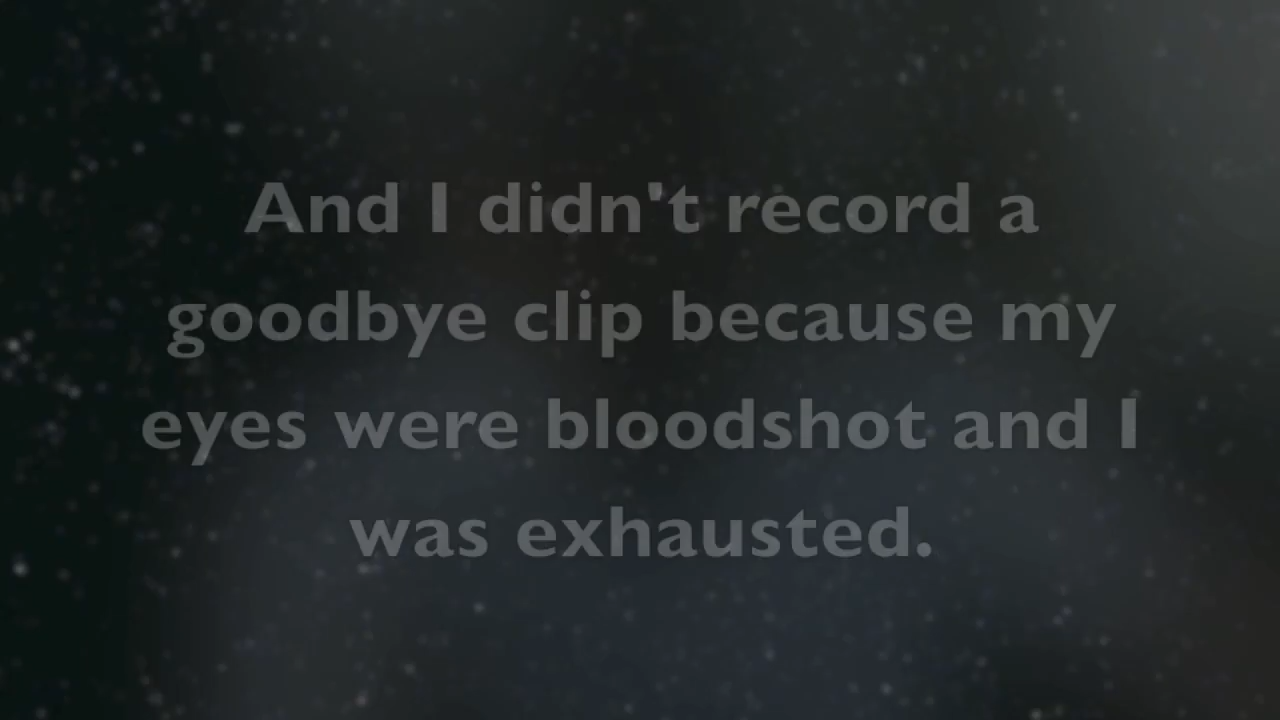 And I didn't record a
goodbye clip because my
eyes were bloodshot and I
was exhausted.